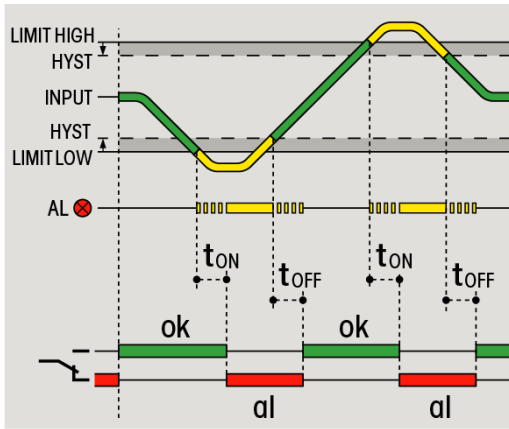 LIMIT HIGH
HYST
INPUT
HYST
LIMIT LOW
AL
tON tON
tOFF tOFF
ok ok
al al